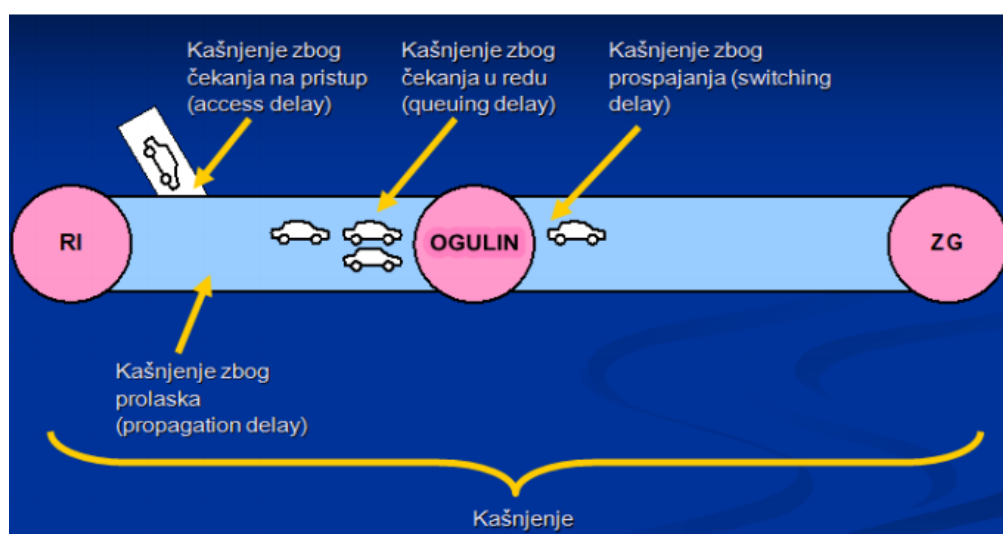 Kašnjenje zbog
čekanja na pristup
(access delay)
Kašnjenje zbog
čekanja u redu
(queuing delay)
Kašnjenje zbog
prospajanja (switching
delay)
RI
OGULIN
ZG
Kašnjenje zbog
prolaska
(propagation delay)
Kašnjenje